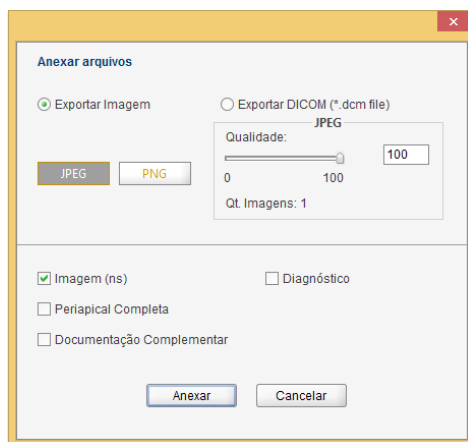 Anexar arquivos
Exportar Imagem
Exportar DICOM (*.dcm file)
JPEG
Qualidade:
100
JPEG
PNG
0
100
Qt. Imagens: 1
Imagem (ns)
Diagnóstico
Periapical Completa
Documentação Complementar
Anexar
Cancelar